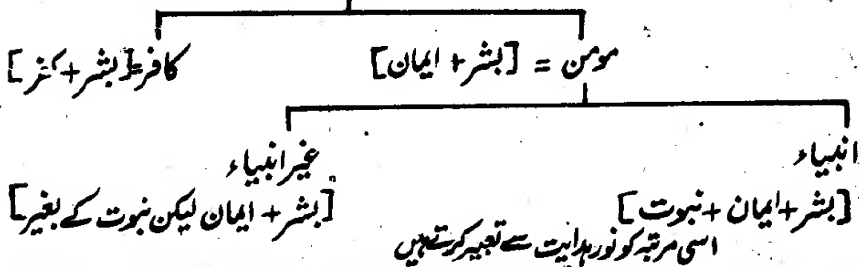 مومن = [بشر + ایمان] کافر = [بشر + کفر]
انبیاء غیر انبیاء
[بشر + ایمان + نبوت] [بشر + ایمان لیکن نبوت کے بغیر]
اسی مرتبہ کو نور ہدایت سے تعبیر کرتے ہیں